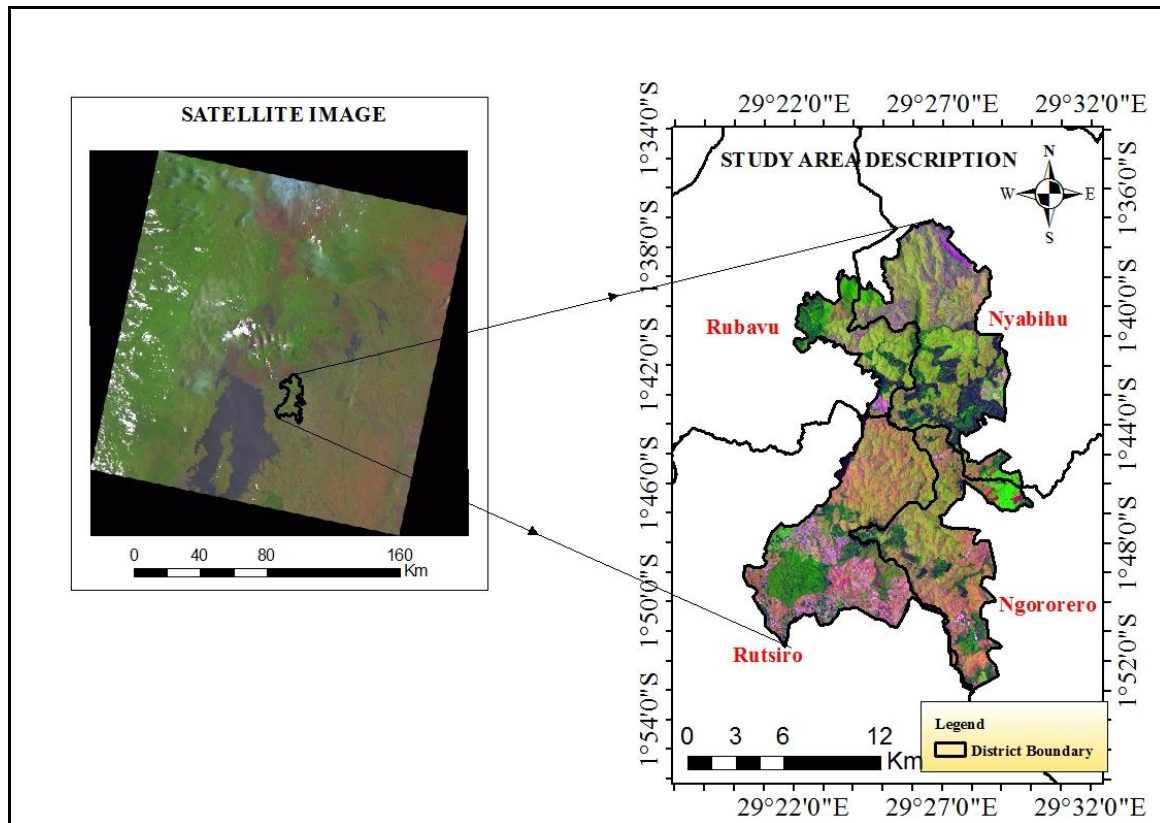 SATELLITE IMAGE
0 40 80 160
Km
29°22'0"E 29°27'0"E 29°32'0"E
STUDY AREA DESCRIPTION
N
W E
S
1°34'0"S
1°38'0"S
1°42'0"S
1°46'0"S
1°50'0"S
1°54'0"S
1°36'0"S
1°40'0"S
1°44'0"S
1°48'0"S
1°52'0"S
Rubavu
Nyabihu
Ngororero
Rutsiro
0 3 6 12
Km
Legend
District Boundary
29°22'0"E 29°27'0"E 29°32'0"E